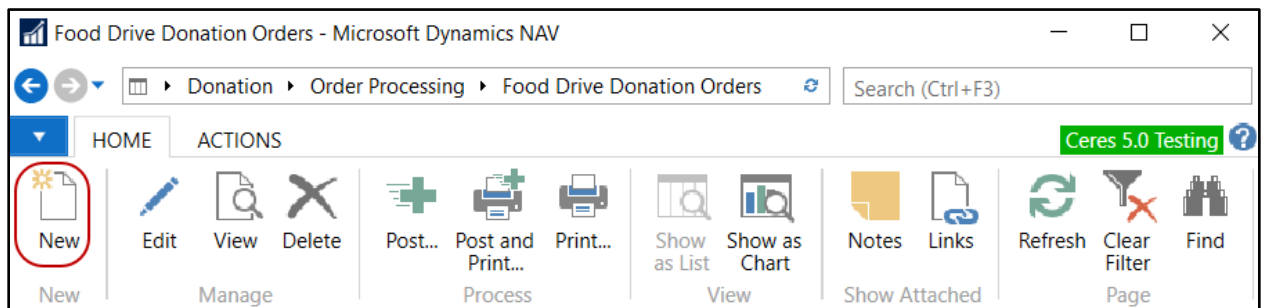 Food Drive Donation Orders - Microsoft Dynamics NAV
Donation Order Processing Food Drive Donation Orders
Search (Ctrl+F3)
HOME ACTIONS
Ceres 5.0 Testing ?
New Edit View Delete Post... Post and Print... Print... Show as List Show as Chart Notes Links Refresh Clear Filter Find
New Manage Process View Show Attached Page